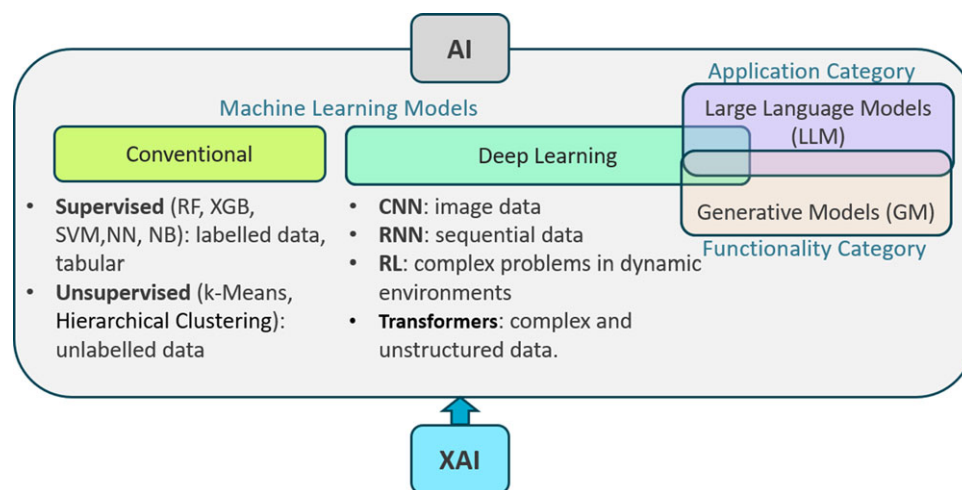 AI
Application Category
Machine Learning Models
Large Language Models
(LLM)
Conventional
Deep Learning
Generative Models (GM)
Functionality Category
• Supervised (RF, XGB,
SVM,NN, NB): labelled data,
tabular
• Unsupervised (k-Means,
Hierarchical Clustering):
unlabelled data
• CNN: image data
• RNN: sequential data
• RL: complex problems in dynamic
environments
• Transformers: complex and
unstructured data.
XAI